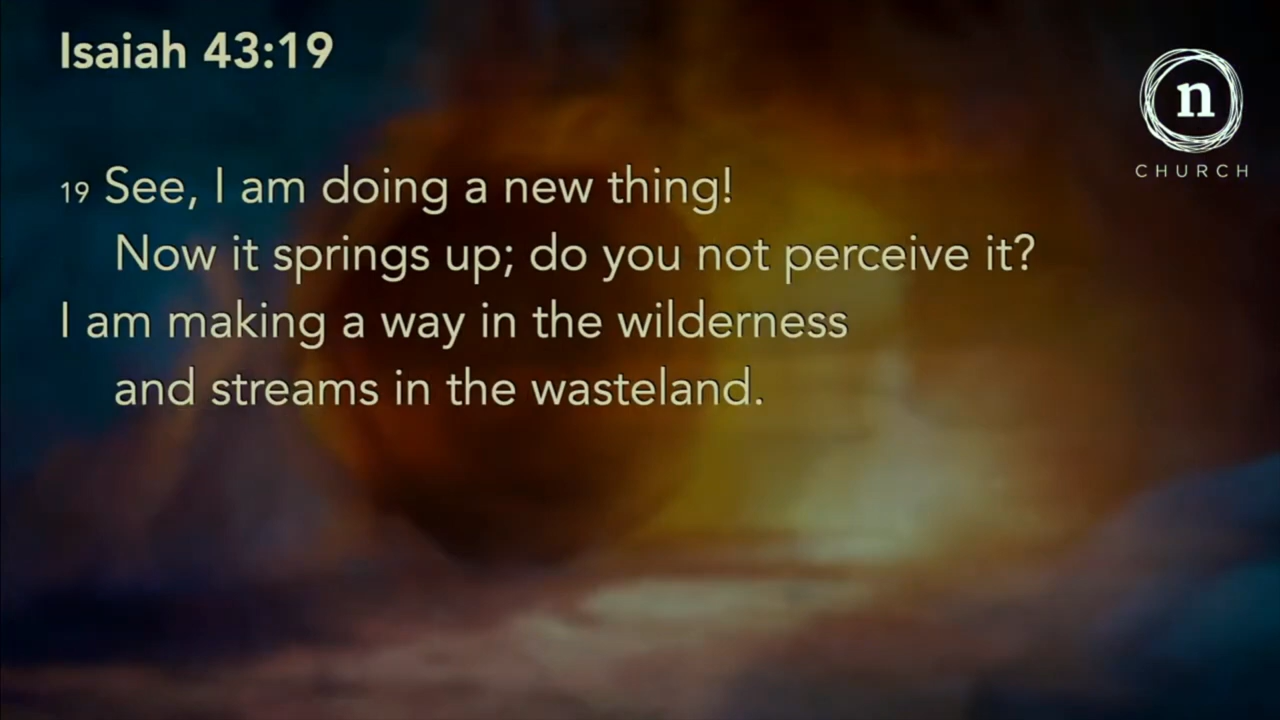 Isaiah 43:19
n
CHURCH
19 See, I am doing a new thing!
Now it springs up; do you not perceive it?
I am making a way in the wilderness
and streams in the wasteland.